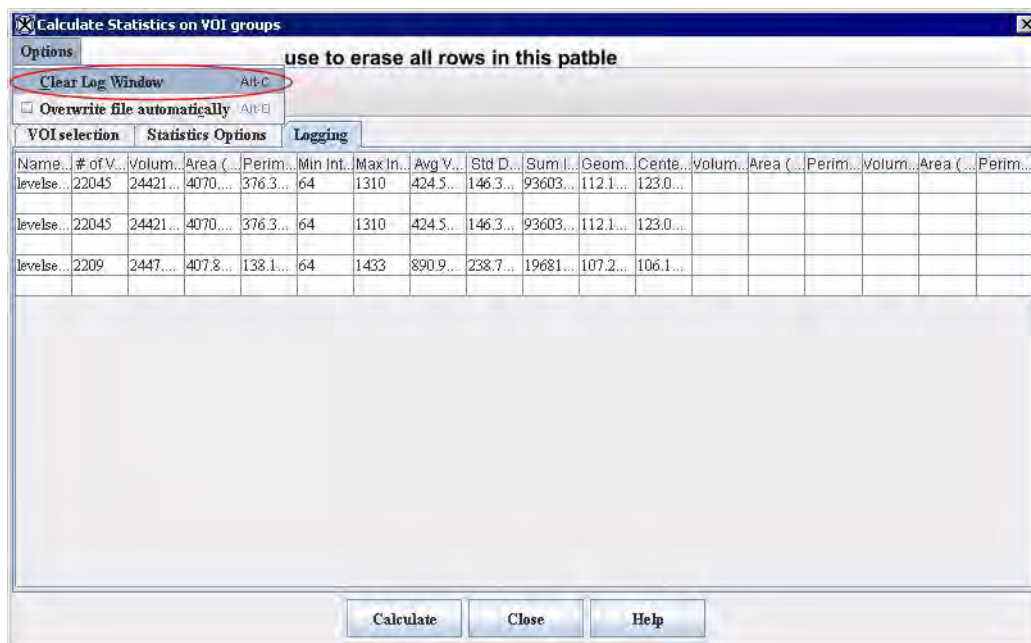 Calculate Statistics on VOI groups
Options
use to erase all rows in this patble
Clear Log Window Alt-C
Overwrite file automatically
VOI selection Statistics Options Logging
Name... # of V... Volum... Area (... Perim... Min Int... Max In... Avg V... Std D... Sum I... Geom... Cente... Volum... Area (... Perim... Volum... Area (... Perim...
levelse... 22045 24421... 4070.... 376.3... 64 1310 424.5... 146.3... 93603... 112.1... 123.0...
levelse... 22045 24421... 4070.... 376.3... 64 1310 424.5... 146.3... 93603... 112.1... 123.0...
levelse... 2209 2447.... 407.8... 138.1... 64 1433 890.9... 238.7... 19681... 107.2... 106.1...
Calculate Close Help